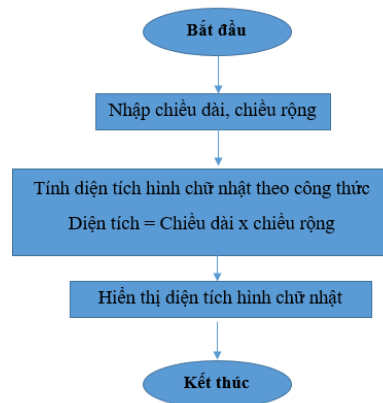 Bắt đầu
Nhập chiều dài, chiều rộng
Tính diện tích hình chữ nhật theo công thức
Diện tích = Chiều dài x chiều rộng
Hiển thị diện tích hình chữ nhật
Kết thúc